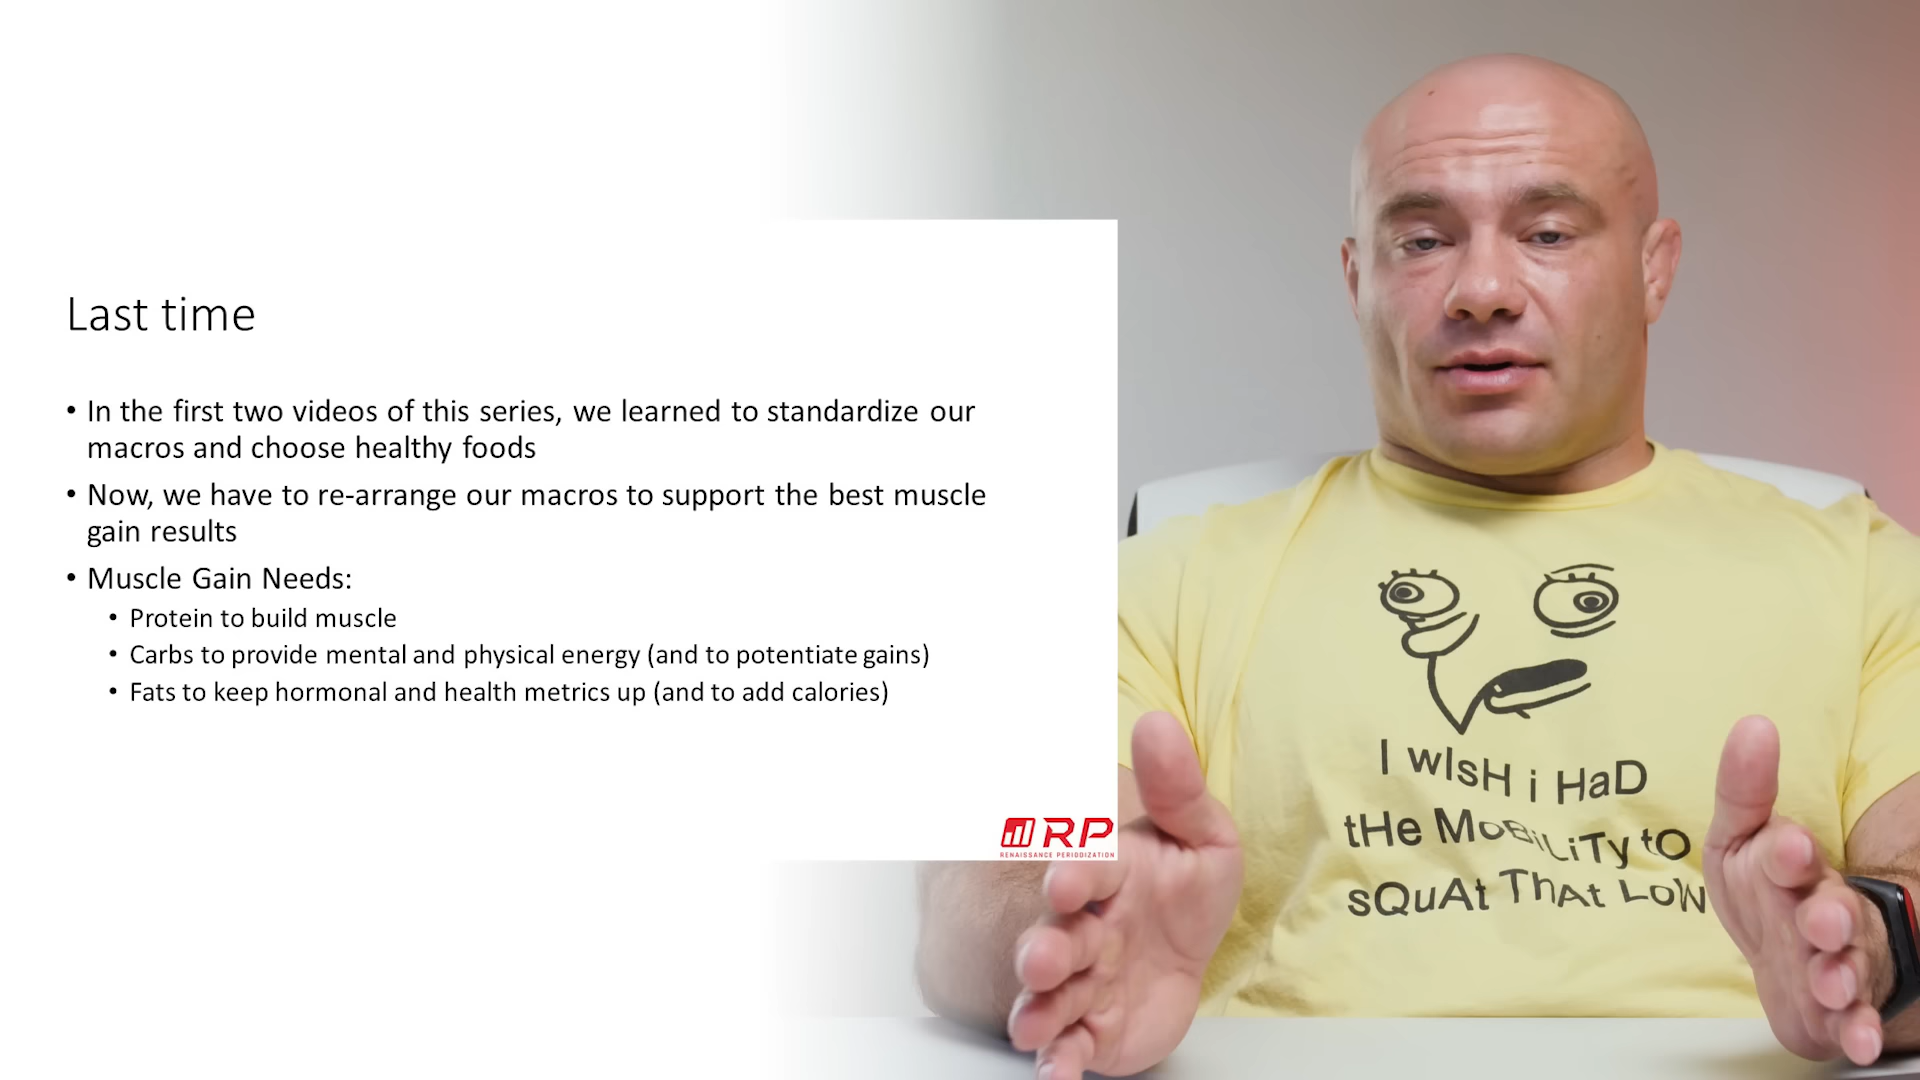 Last time
• In the first two videos of this series, we learned to standardize our
macros and choose healthy foods
• Now, we have to re-arrange our macros to support the best muscle
gain results
• Muscle Gain Needs:
• Protein to build muscle
• Carbs to provide mental and physical energy (and to potentiate gains)
• Fats to keep hormonal and health metrics up (and to add calories)
RP
RENAISSANCE PERIODIZATION
I wIsH i HaD
tHe MoBiLiTy tO
sQuAt ThAt LoW